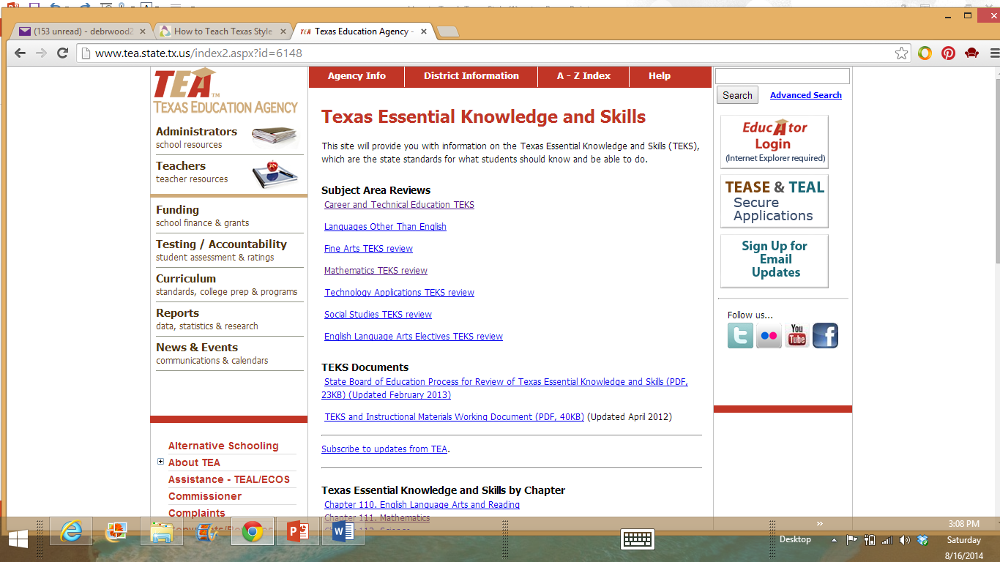 (153 unread) - debrwood2
How to Teach Texas Style
TEA Texas Education Agency -
www.tea.state.tx.us/index2.aspx?id=6148
TEA™
TEXAS EDUCATION AGENCY
Administrators
school resources
Teachers
teacher resources
Funding
school finance & grants
Testing / Accountability
student assessment & ratings
Curriculum
standards, college prep & programs
Reports
data, statistics & research
News & Events
communications & calendars
Alternative Schooling
About TEA
Assistance - TEAL/ECOS
Commissioner
Complaints
Agency Info
District Information
A - Z Index
Help
Texas Essential Knowledge and Skills
This site will provide you with information on the Texas Essential Knowledge and Skills (TEKS),
which are the state standards for what students should know and be able to do.
Subject Area Reviews
Career and Technical Education TEKS
Languages Other Than English
Fine Arts TEKS review
Mathematics TEKS review
Technology Applications TEKS review
Social Studies TEKS review
English Language Arts Electives TEKS review
TEKS Documents
State Board of Education Process for Review of Texas Essential Knowledge and Skills (PDF,
23KB) (Updated February 2013)
TEKS and Instructional Materials Working Document (PDF, 40KB) (Updated April 2012)
Subscribe to updates from TEA.
Texas Essential Knowledge and Skills by Chapter
Chapter 110. English Language Arts and Reading
Chapter 111. Mathematics
Search
Advanced Search
EducAtor
Login
(Internet Explorer required)
TEASE & TEAL
Secure
Applications
Sign Up for
Email
Updates
Follow us...
You
Tube
Desktop
3:08 PM
Saturday
8/16/2014